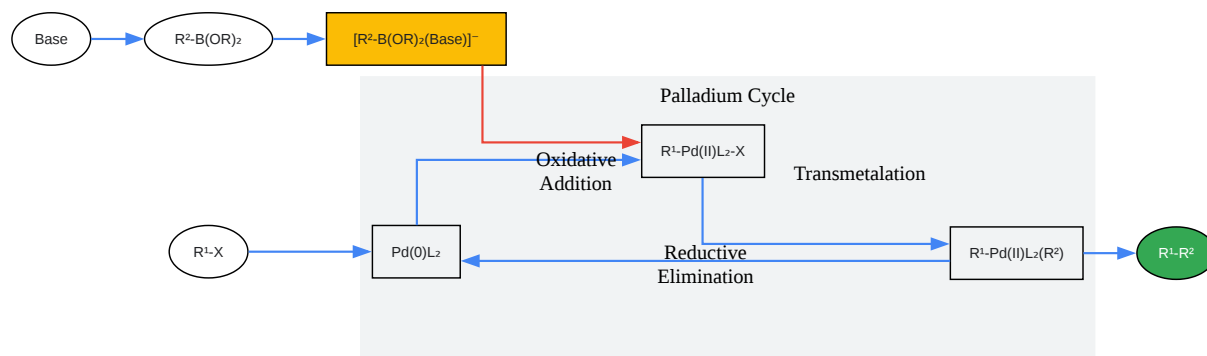 Base
R²-B(OR)₂
[R²-B(OR)₂(Base)]⁻
Palladium Cycle
R¹-Pd(II)L₂-X
Oxidative
Addition
Transmetalation
R¹-X
Pd(0)L₂
Reductive
Elimination
R¹-Pd(II)L₂(R²)
R¹-R²